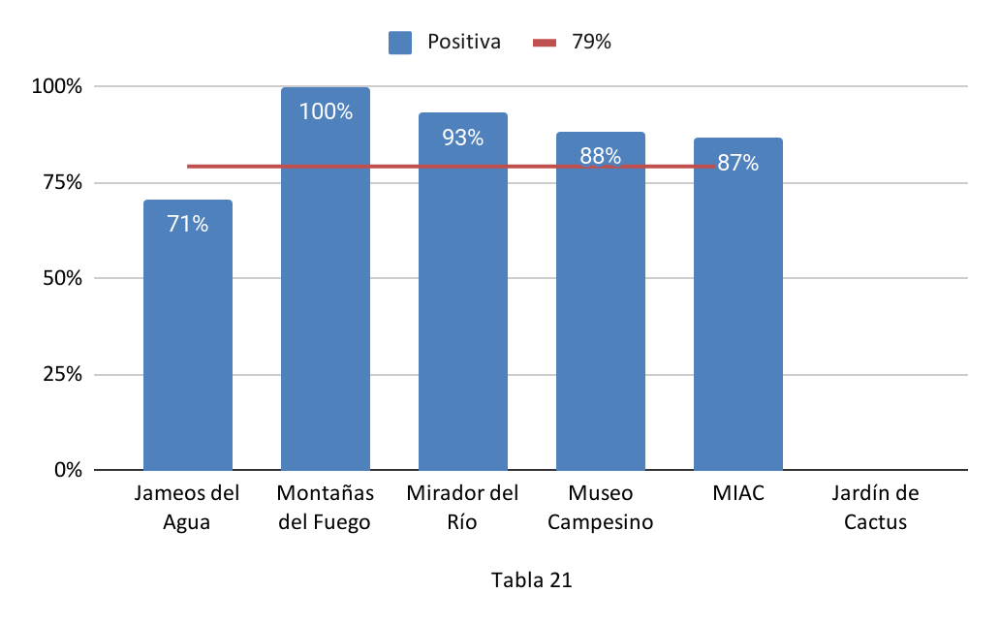 Positiva 79%
100%
75%
50%
25%
0%
100%
93%
88%
87%
71%
Jameos del Agua
Montañas del Fuego
Mirador del Río
Museo Campesino
MIAC
Jardín de Cactus
Tabla 21